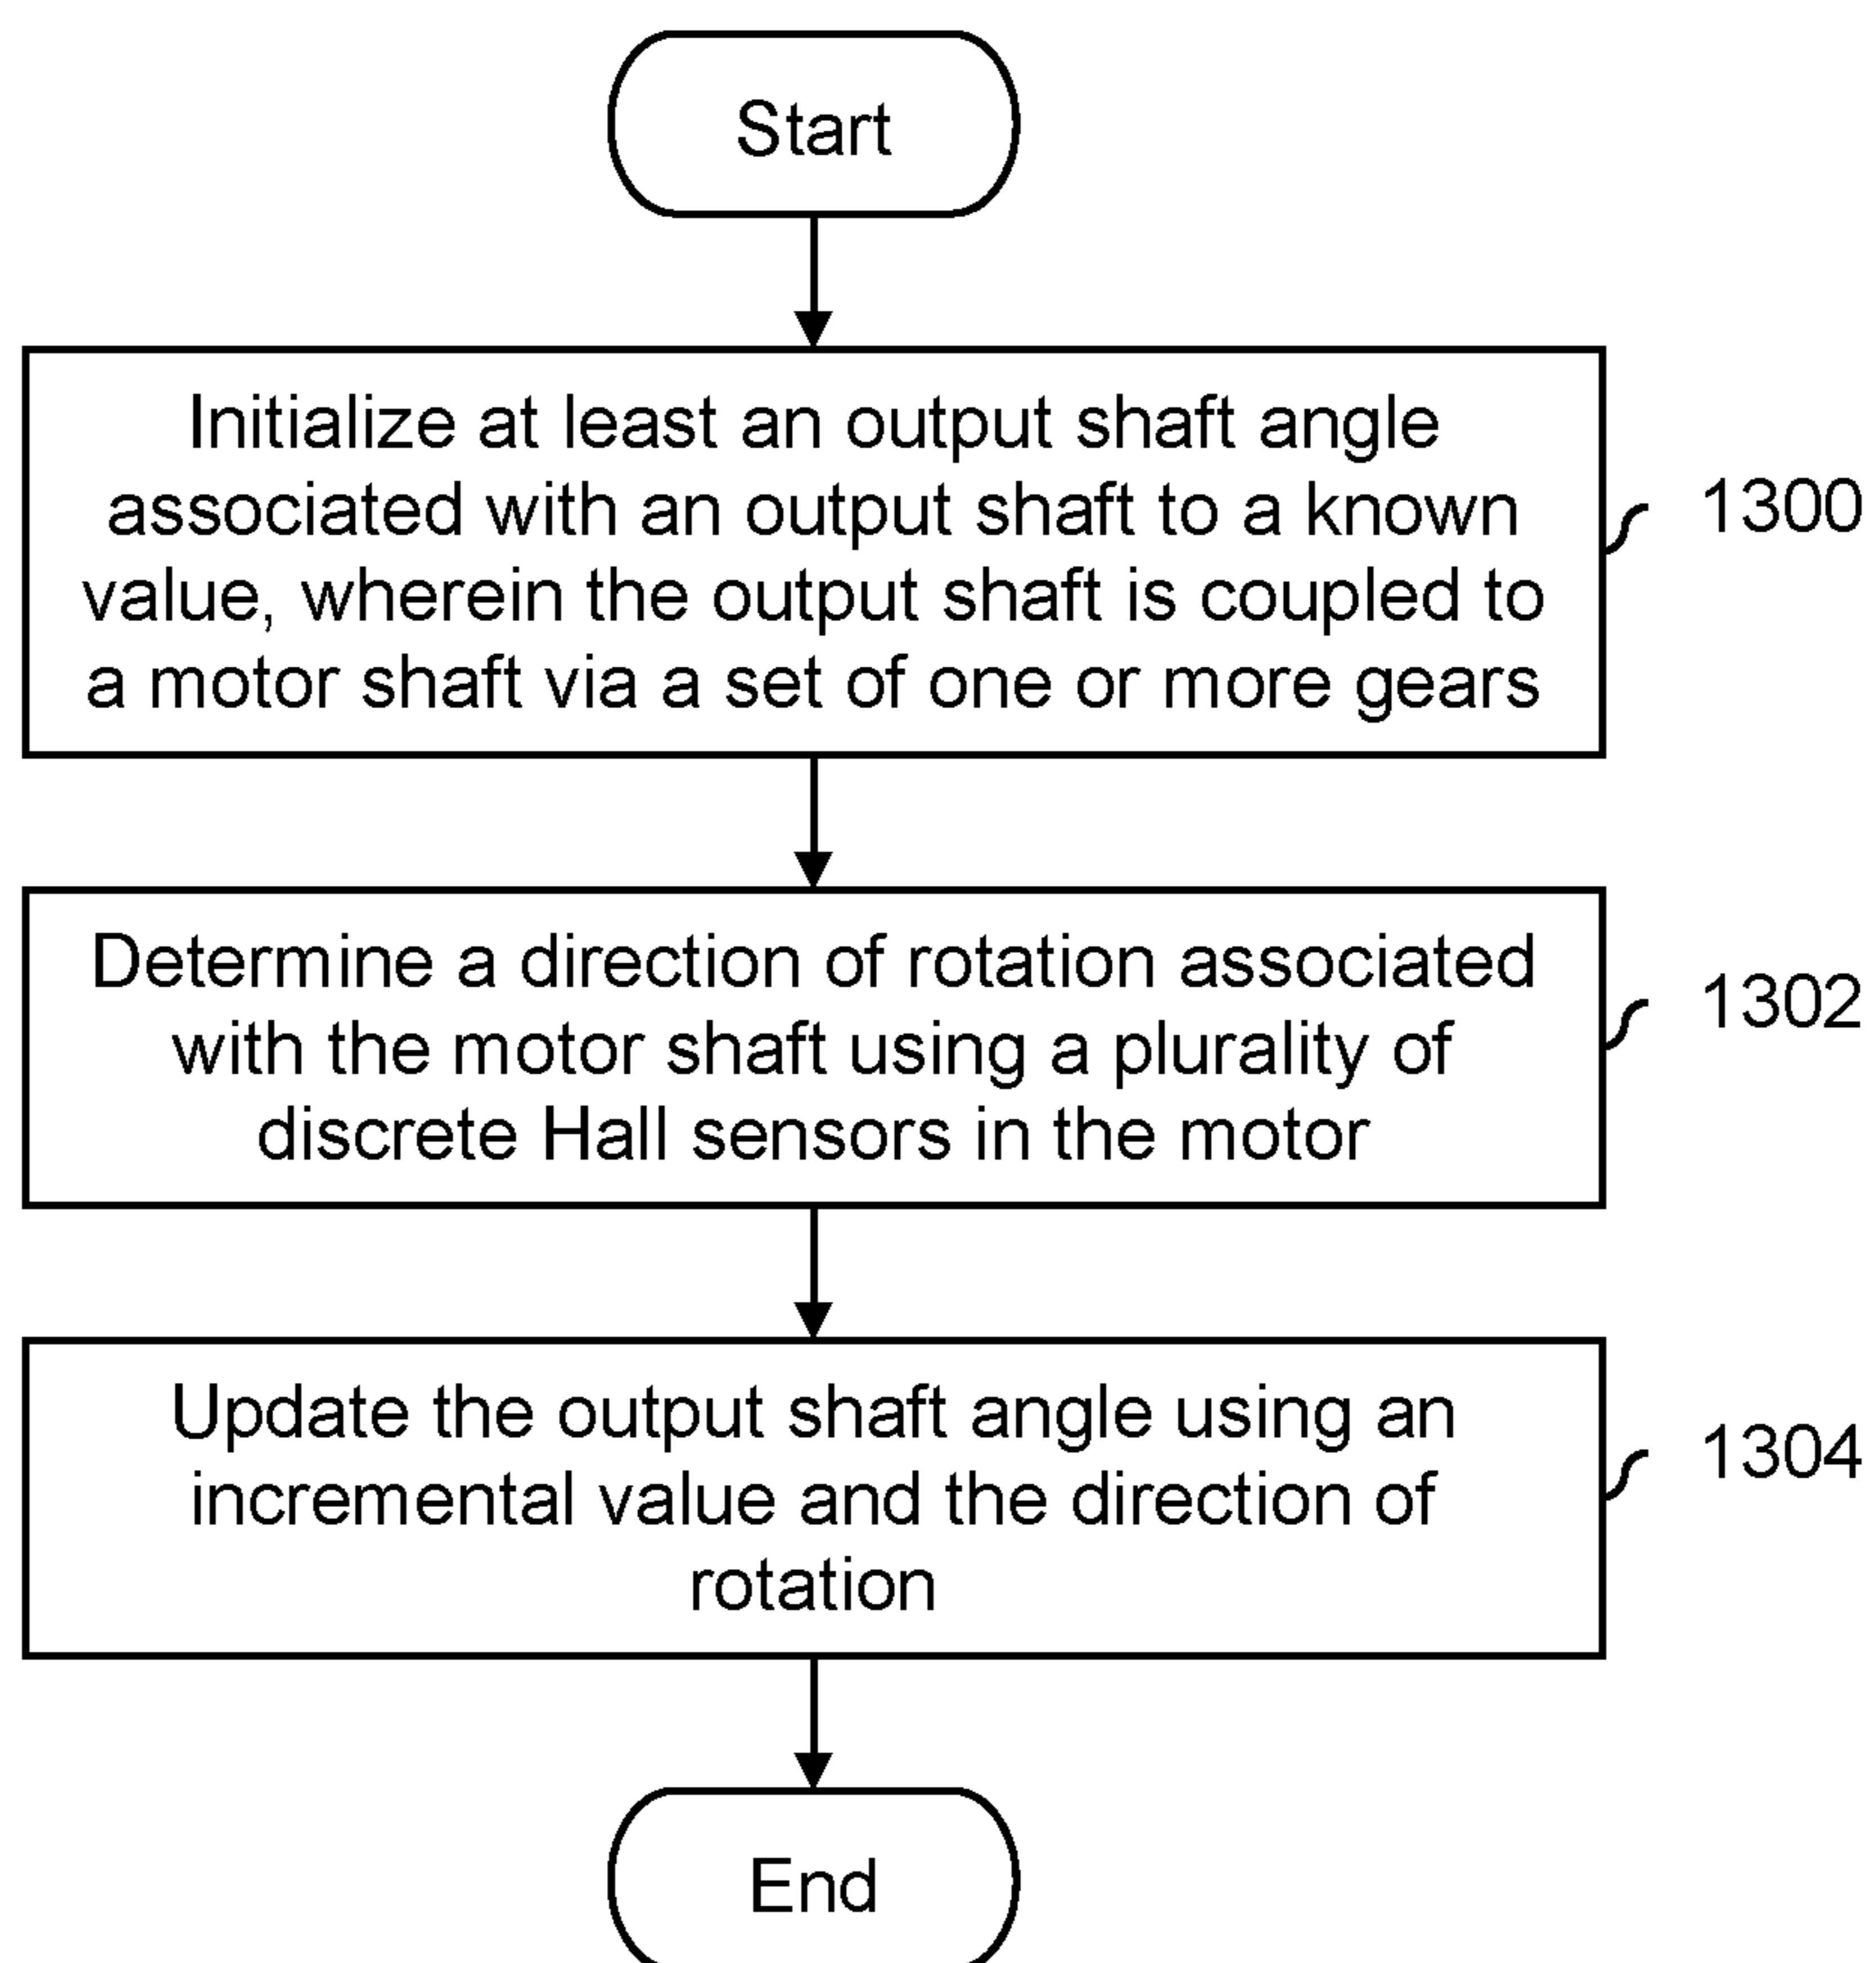 Start
Initialize at least an output shaft angle
associated with an output shaft to a known
value, wherein the output shaft is coupled to
a motor shaft via a set of one or more gears
1300
Determine a direction of rotation associated
with the motor shaft using a plurality of
discrete Hall sensors in the motor
1302
Update the output shaft angle using an
incremental value and the direction of
rotation
1304
End